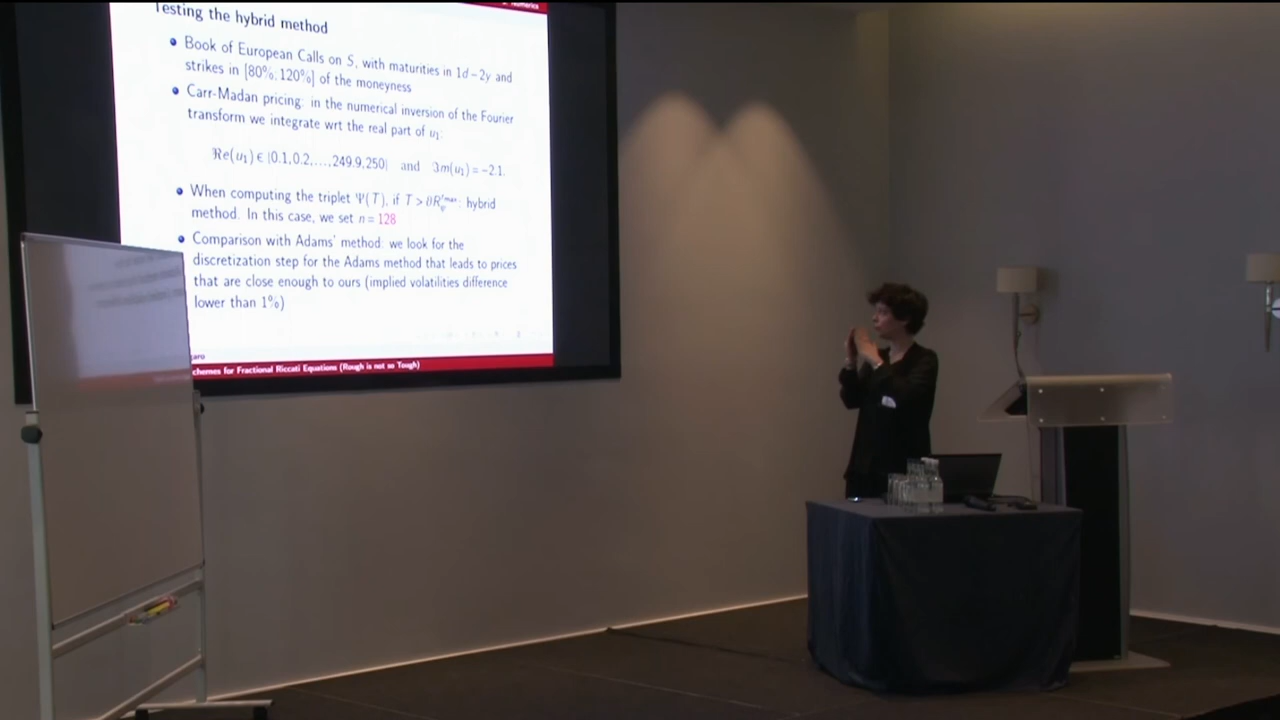 Testing the hybrid method
Book of European Calls on S, with maturities in 1d–2y and
strikes in [80%, 120%] of the moneyness
Carr-Madan pricing: in the numerical inversion of the Fourier
transform we integrate wrt the real part of u₁:
ℜe(u₁) ∈ {0.1, 0.2, …, 249.9, 250} and ℑm(u₁) = −2.1.
When computing the triplet Ψ(T), if T > θR : hybrid
method. In this case, we set n = 128
Comparison with Adams' method: we look for the
discretization step for the Adams method that leads to prices
that are close enough to ours (implied volatilities difference
lower than 1%)
chemes for Fractional Riccati Equations (Rough is not so Tough)